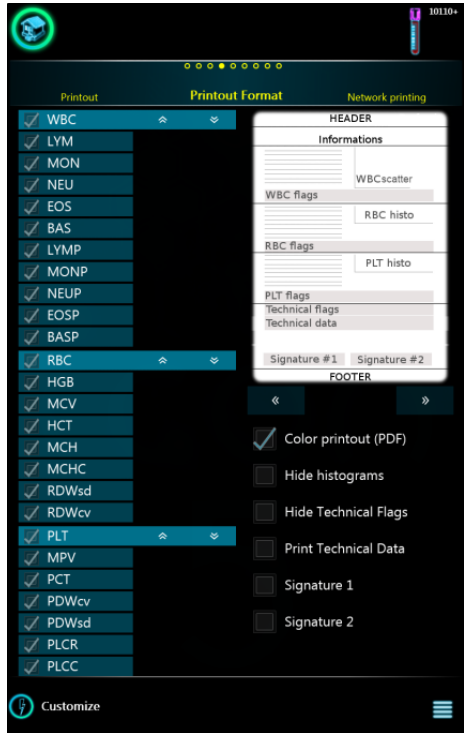 10110+
Printout
Printout Format
Network printing
WBC
LYM
MON
NEU
EOS
BAS
LYMP
MONP
NEUP
EOSP
BASP
RBC
HGB
MCV
HCT
MCH
MCHC
RDWsd
RDWcv
PLT
MPV
PCT
PDWcv
PDWsd
PLCR
PLCC
HEADER
Informations
WBCscatter
WBC flags
RBC histo
RBC flags
PLT histo
PLT flags
Technical flags
Technical data
Signature #1 Signature #2
FOOTER
Color printout (PDF)
Hide histograms
Hide Technical Flags
Print Technical Data
Signature 1
Signature 2
Customize